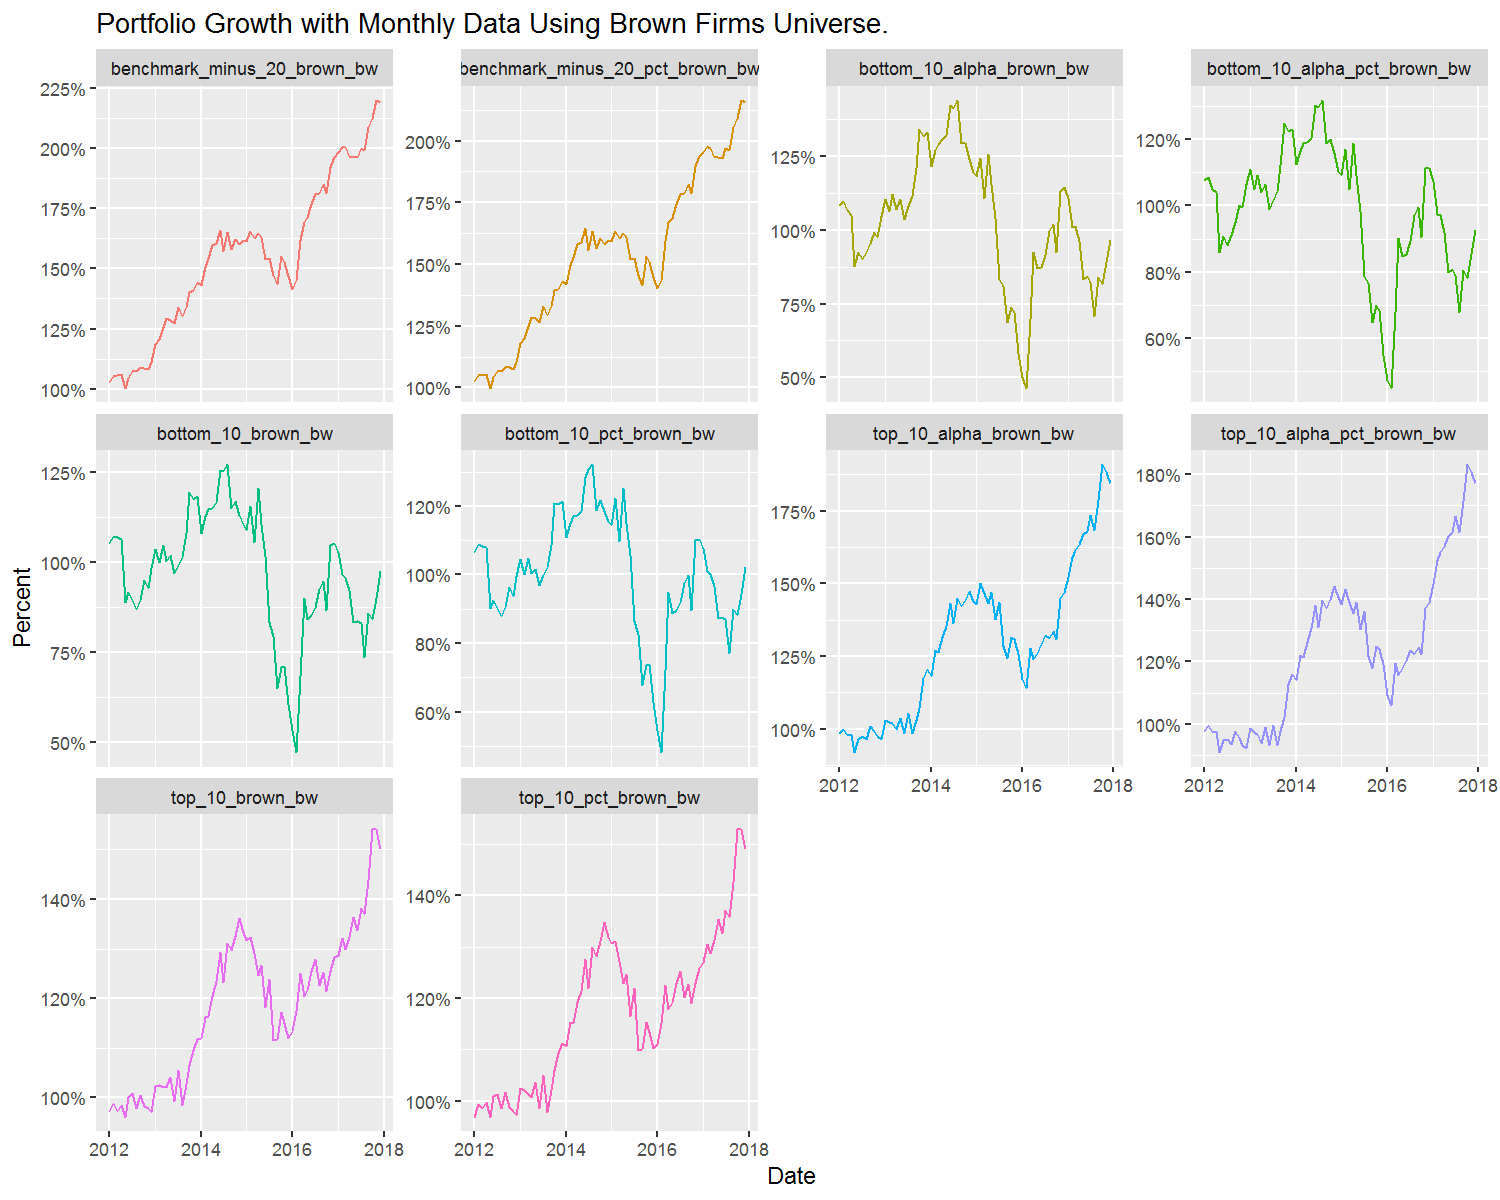 Portfolio Growth with Monthly Data Using Brown Firms Universe.
benchmark_minus_20_brown_bw
benchmark_minus_20_pct_brown_bw
bottom_10_alpha_brown_bw
bottom_10_alpha_pct_brown_bw
225%
200%
175%
150%
125%
100%
200%
175%
150%
125%
100%
125%
100%
75%
50%
120%
100%
80%
60%
bottom_10_brown_bw
bottom_10_pct_brown_bw
top_10_alpha_brown_bw
top_10_alpha_pct_brown_bw
125%
100%
75%
50%
120%
100%
80%
60%
175%
150%
125%
100%
180%
160%
140%
120%
100%
2012 2014 2016 2018
2012 2014 2016 2018
top_10_brown_bw
top_10_pct_brown_bw
140%
120%
100%
140%
120%
100%
2012 2014 2016 2018
2012 2014 2016 2018
Percent
Date